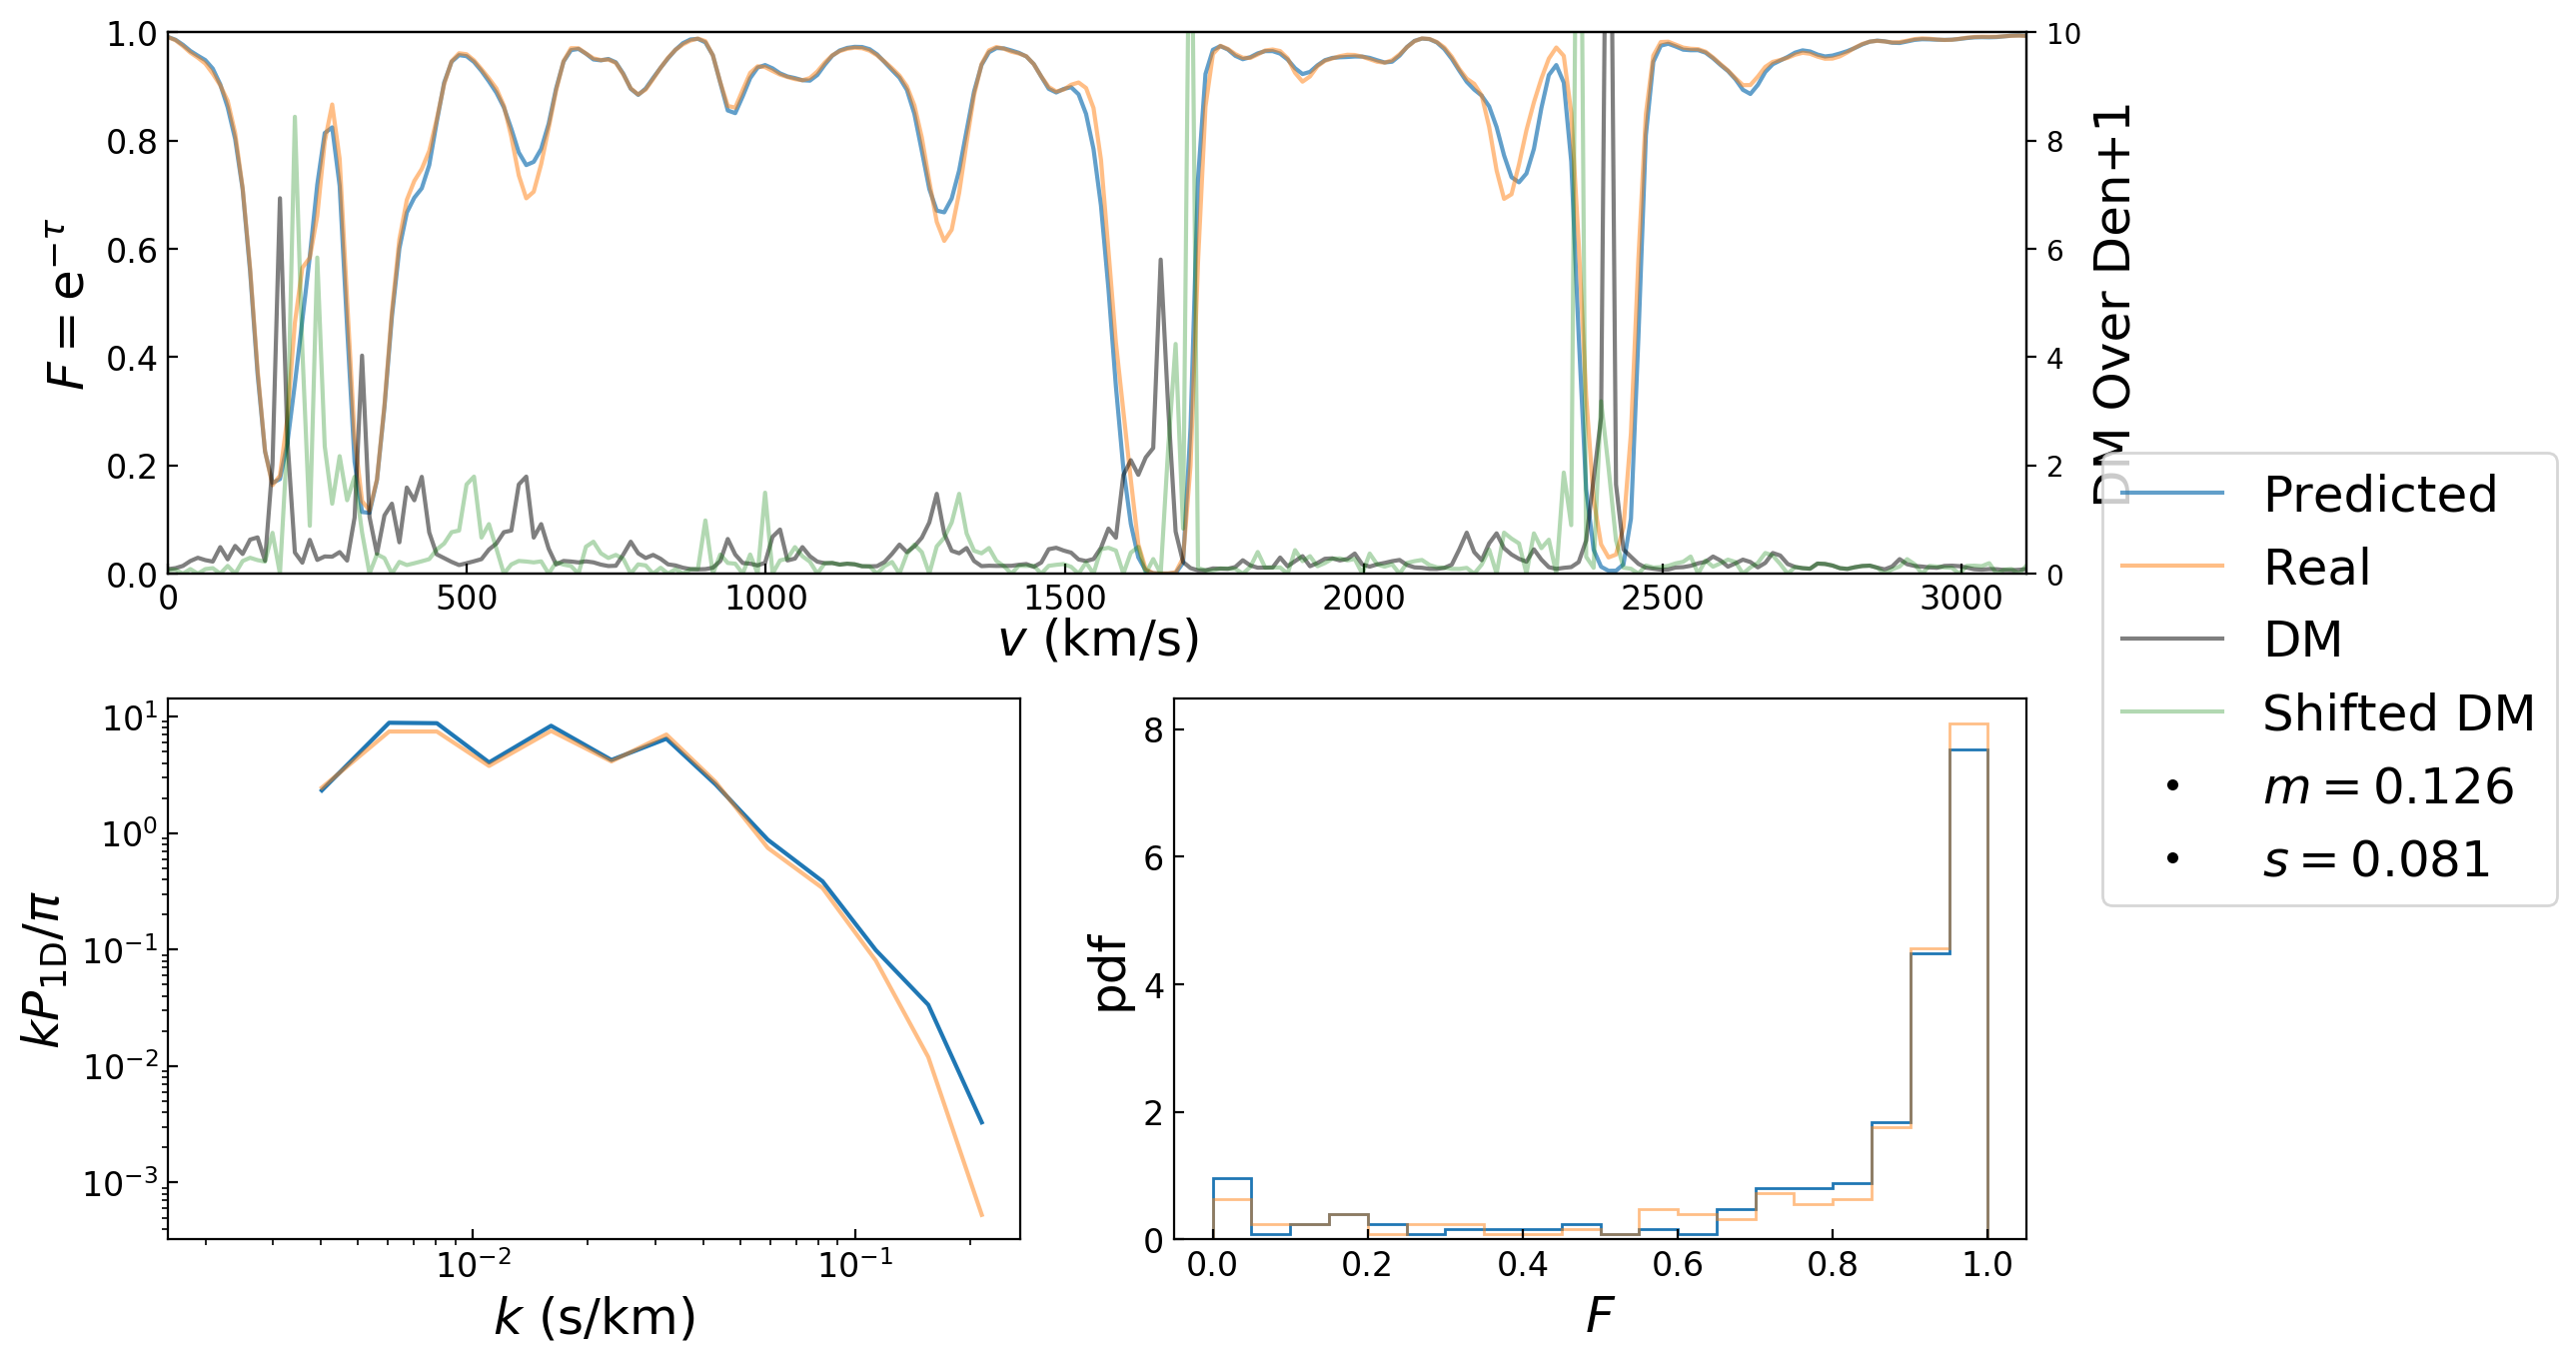 1.0
0.8
0.6
0.4
0.2
0.0
F = e^{−τ}
0 500 1000 1500 2000 2500 3000
v (km/s)
10
8
6
4
2
0
DM Over Den+1
Predicted
Real
DM
Shifted DM
m = 0.126
s = 0.081
10^1
10^0
10^{−1}
10^{−2}
10^{−3}
kP_{1D}/π
10^{−2} 10^{−1}
k (s/km)
8
6
4
2
0
pdf
0.0 0.2 0.4 0.6 0.8 1.0
F